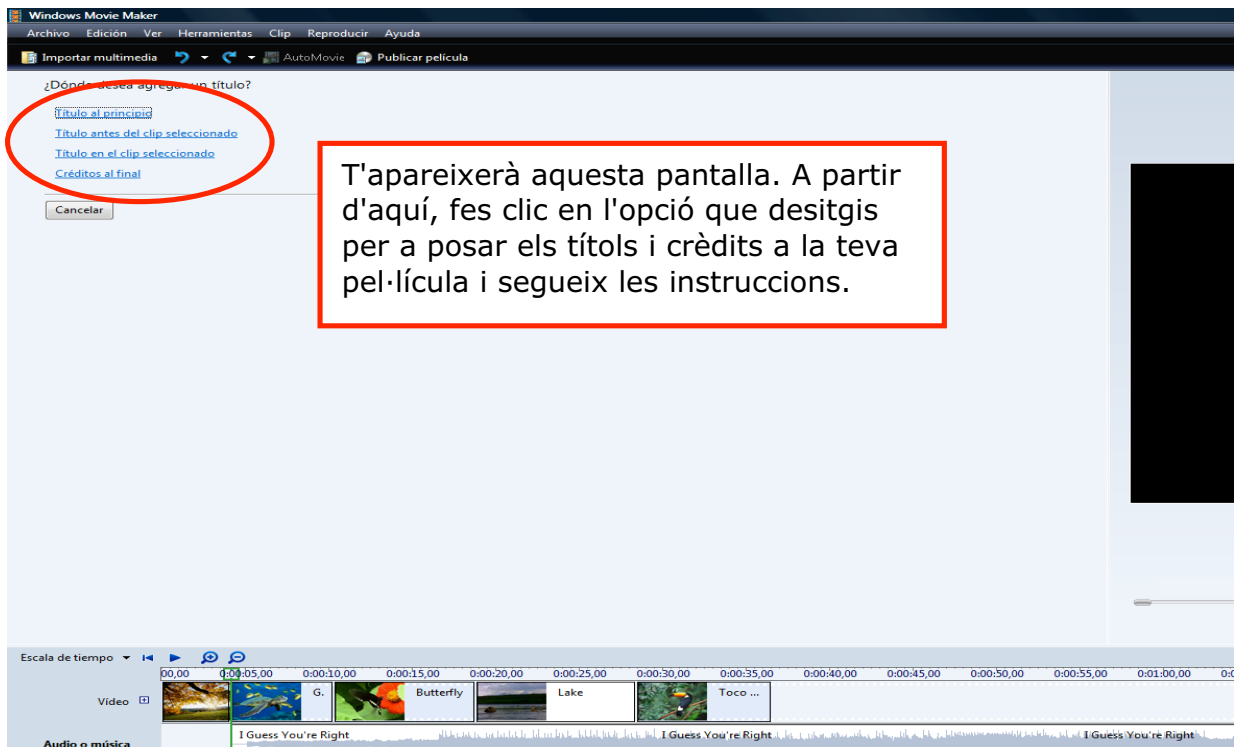 Windows Movie Maker
Archivo Edición Ver Herramientas Clip Reproducir Ayuda
Importar multimedia AutoMovie Publicar película
¿Dónde desea agregar un título?
Título al principio
Título antes del clip seleccionado
Título en el clip seleccionado
Créditos al final
Cancelar
T'apareixerà aquesta pantalla. A partir
d'aquí, fes clic en l'opció que desitgis
per a posar els títols i crèdits a la teva
pel·lícula i segueix les instruccions.
Escala de tiempo
00,00 0:00:05,00 0:00:10,00 0:00:15,00 0:00:20,00 0:00:25,00 0:00:30,00 0:00:35,00 0:00:40,00 0:00:45,00 0:00:50,00 0:00:55,00 0:01:00,00
Vídeo G. Butterfly Lake Toco ...
Audio o música I Guess You're Right I Guess You're Right I Guess You're Right